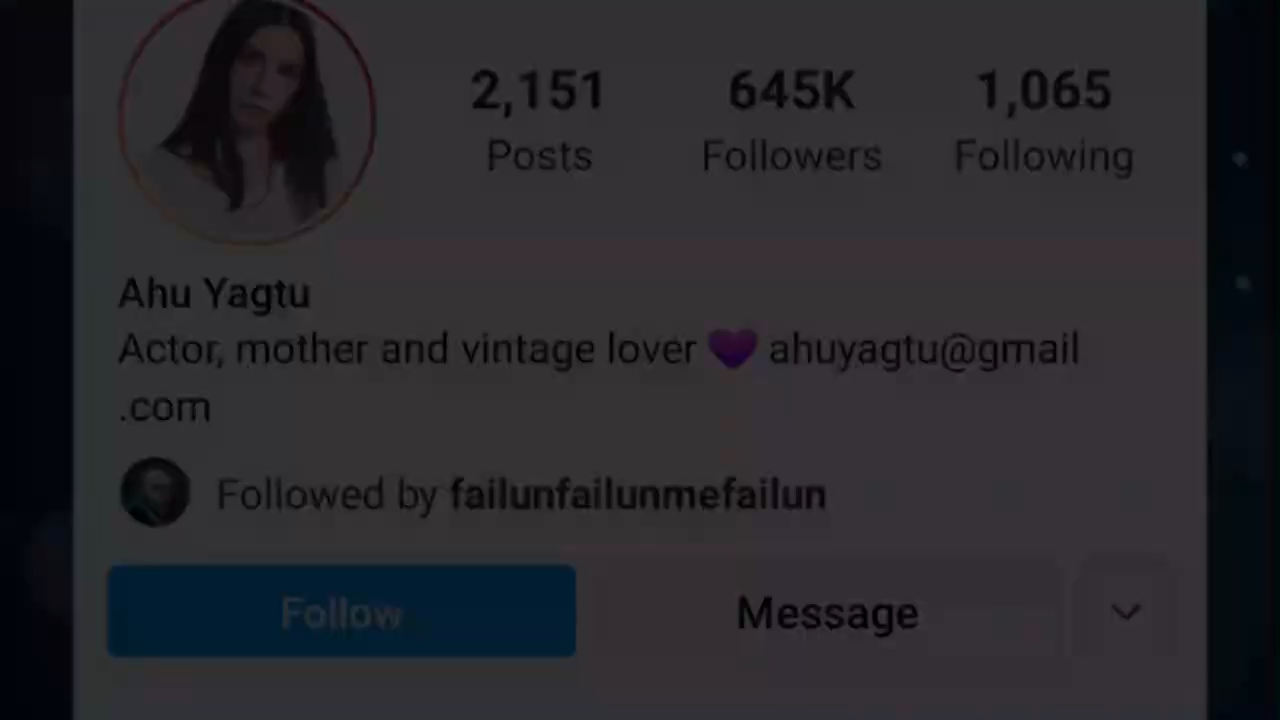 2,151 645K 1,065
Posts Followers Following
Ahu Yagtu
Actor, mother and vintage lover 💜 ahuyagtu@gmail
.com
Followed by failunfailunmefailun
Follow Message